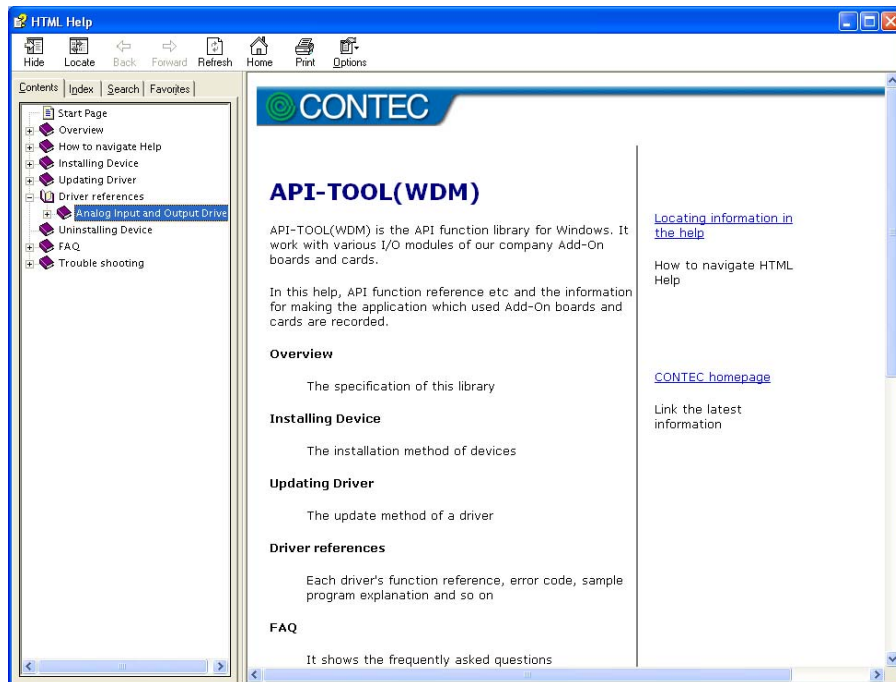 HTML Help
Hide Locate Back Forward Refresh Home Print Options
Contents Index Search Favorites
Start Page
Overview
How to navigate Help
Installing Device
Updating Driver
Driver references
Analog Input and Output Drive
Uninstalling Device
FAQ
Trouble shooting
CONTEC
API-TOOL(WDM)
API-TOOL(WDM) is the API function library for Windows. It
work with various I/O modules of our company Add-On
boards and cards.
In this help, API function reference etc and the information
for making the application which used Add-On boards and
cards are recorded.
Overview
The specification of this library
Installing Device
The installation method of devices
Updating Driver
The update method of a driver
Driver references
Each driver's function reference, error code, sample
program explanation and so on
FAQ
It shows the frequently asked questions
Locating information in
the help
How to navigate HTML
Help
CONTEC homepage
Link the latest
information